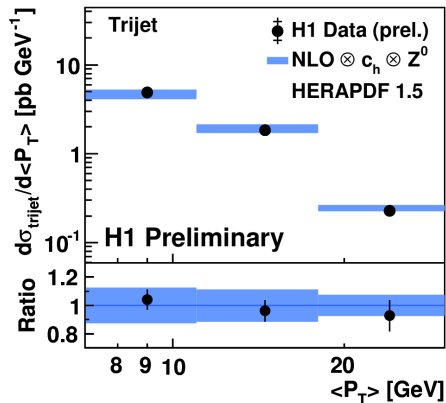 Trijet
H1 Data (prel.)
NLO ⊗ c_h ⊗ Z^0
HERAPDF 1.5
dσ_trijet/d<P_T> [pb GeV^-1]
10
1
10^-1
H1 Preliminary
Ratio
1.2
1
0.8
8 9 10 20
<P_T> [GeV]